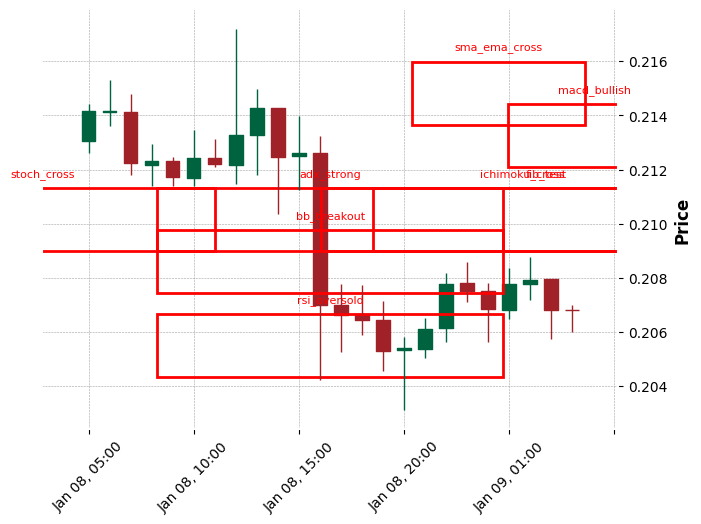 sma_ema_cross
0.216
macd_bullish
0.214
0.212
stoch_cross
adx_strong
0.210
bb_breakout
Price
0.208
rsi_oversold
0.206
0.204
Jan 08, 05:00
Jan 08, 10:00
Jan 08, 15:00
Jan 08, 20:00
Jan 09, 01:00